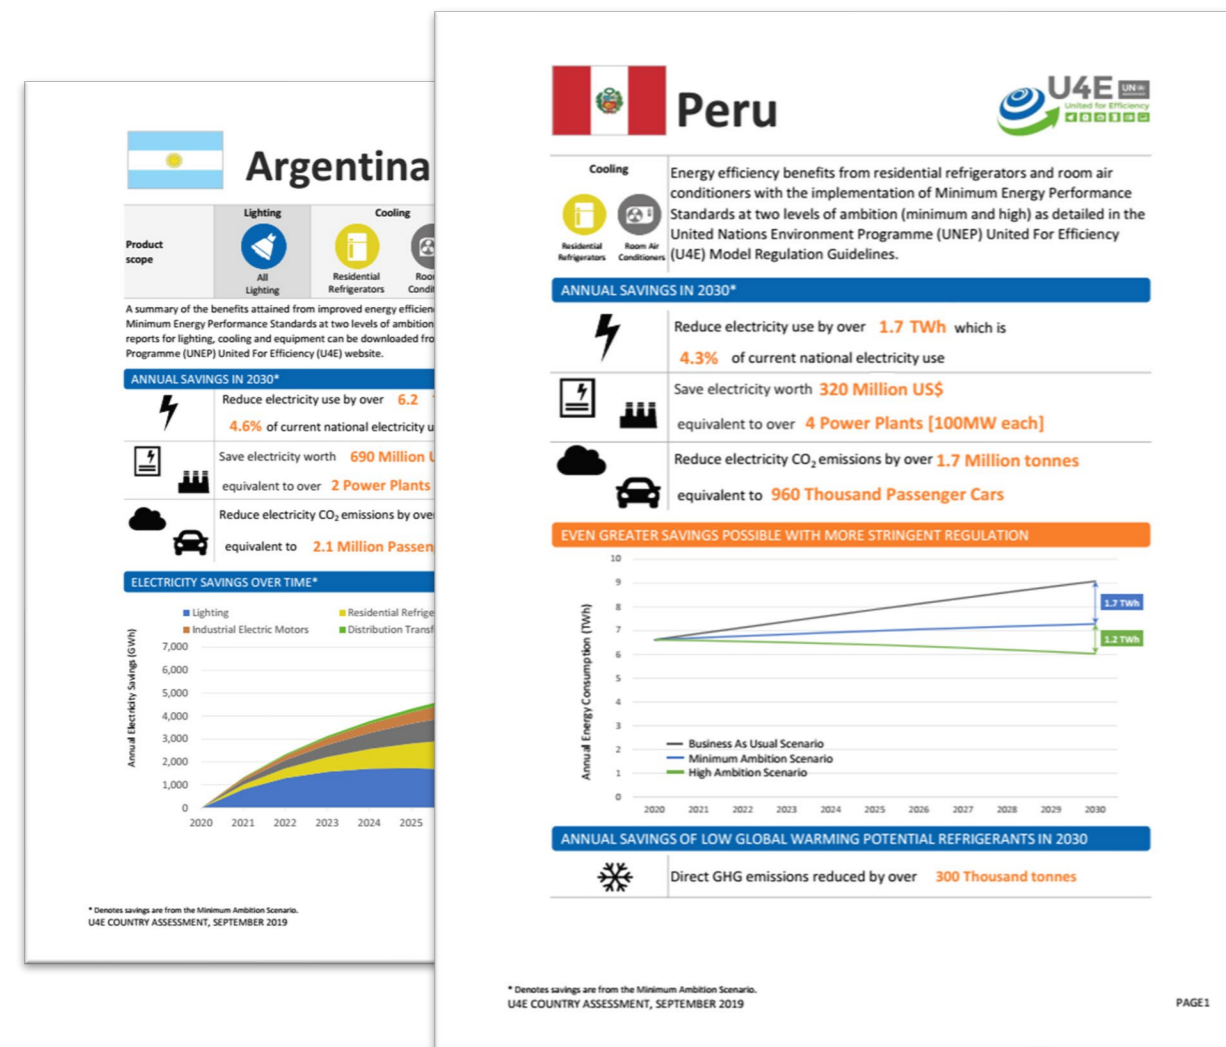 Argentina
Lighting
Cooling
Product
scope
All
Lighting
Residential
Refrigerators
A summary of the benefits attained from improved energy
Minimum Energy Performance Standards at two levels of ambition
reports for lighting, cooling and equipment can be downloaded
Programme (UNEP) United For Efficiency (U4E) website.
ANNUAL SAVINGS IN 2030*
Reduce electricity use by over 6.2
4.6% of current national electricity
Save electricity worth 690 Million
equivalent to over 2 Power Plants
Reduce electricity CO₂ emissions by
equivalent to 2.1 Million
ELECTRICITY SAVINGS OVER TIME*
Lighting
Residential
Industrial Electric Motors
Distribution
Annual Electricity Savings (GWh)
7,000
6,000
5,000
4,000
3,000
2,000
1,000
0
2020 2021 2022 2023 2024 2025
* Denotes savings are from the Minimum Ambition Scenario.
U4E COUNTRY ASSESSMENT, SEPTEMBER 2019
Peru
U4E UN
United for Efficiency
Cooling
Residential
Refrigerators
Room Air
Conditioners
Energy efficiency benefits from residential refrigerators and room air
conditioners with the implementation of Minimum Energy Performance
Standards at two levels of ambition (minimum and high) as detailed in the
United Nations Environment Programme (UNEP) United For Efficiency
(U4E) Model Regulation Guidelines.
ANNUAL SAVINGS IN 2030*
Reduce electricity use by over 1.7 TWh which is
4.3% of current national electricity use
Save electricity worth 320 Million US$
equivalent to over 4 Power Plants [100MW each]
Reduce electricity CO₂ emissions by over 1.7 Million tonnes
equivalent to 960 Thousand Passenger Cars
EVEN GREATER SAVINGS POSSIBLE WITH MORE STRINGENT REGULATION
Annual Energy Consumption (TWh)
10
9
8
7
6
5
4
3
2
1
0
1.7 TWh
1.2 TWh
Business As Usual Scenario
Minimum Ambition Scenario
High Ambition Scenario
2020 2021 2022 2023 2024 2025 2026 2027 2028 2029 2030
ANNUAL SAVINGS OF LOW GLOBAL WARMING POTENTIAL REFRIGERANTS IN 2030
Direct GHG emissions reduced by over 300 Thousand tonnes
* Denotes savings are from the Minimum Ambition Scenario.
U4E COUNTRY ASSESSMENT, SEPTEMBER 2019
PAGE1